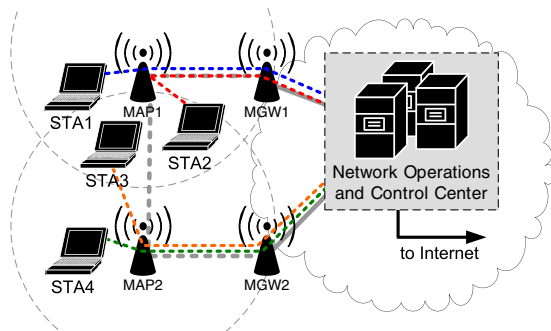 STA1
MAP1
MGW1
STA2
STA3
Network Operations
and Control Center
to Internet
STA4
MAP2
MGW2